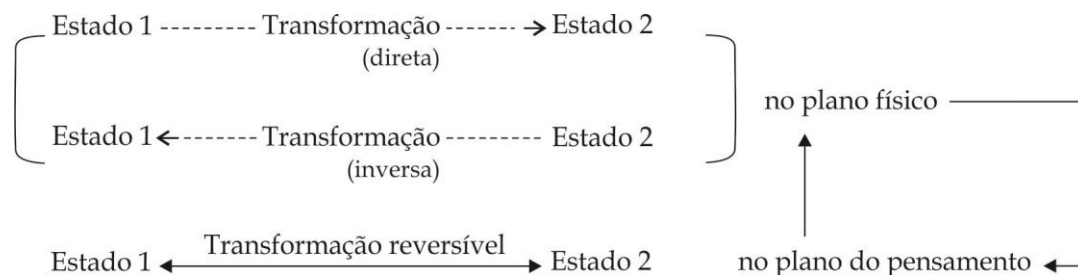 Estado 1 Transformação Estado 2
(direta)
no plano físico
Estado 1 Transformação Estado 2
(inversa)
Estado 1 Transformação reversível Estado 2 no plano do pensamento